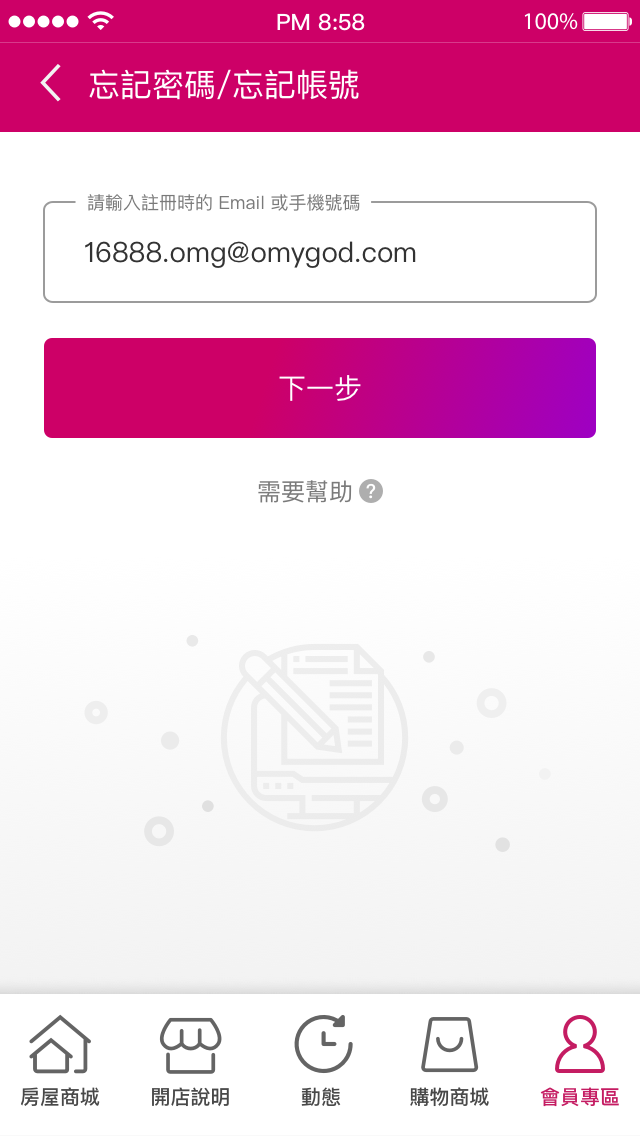 PM 8:58
100%
忘記密碼/忘記帳號
請輸入註冊時的 Email 或手機號碼
16888.omg@omygod.com
下一步
需要幫助 ?
房屋商城
開店說明
動態
購物商城
會員專區